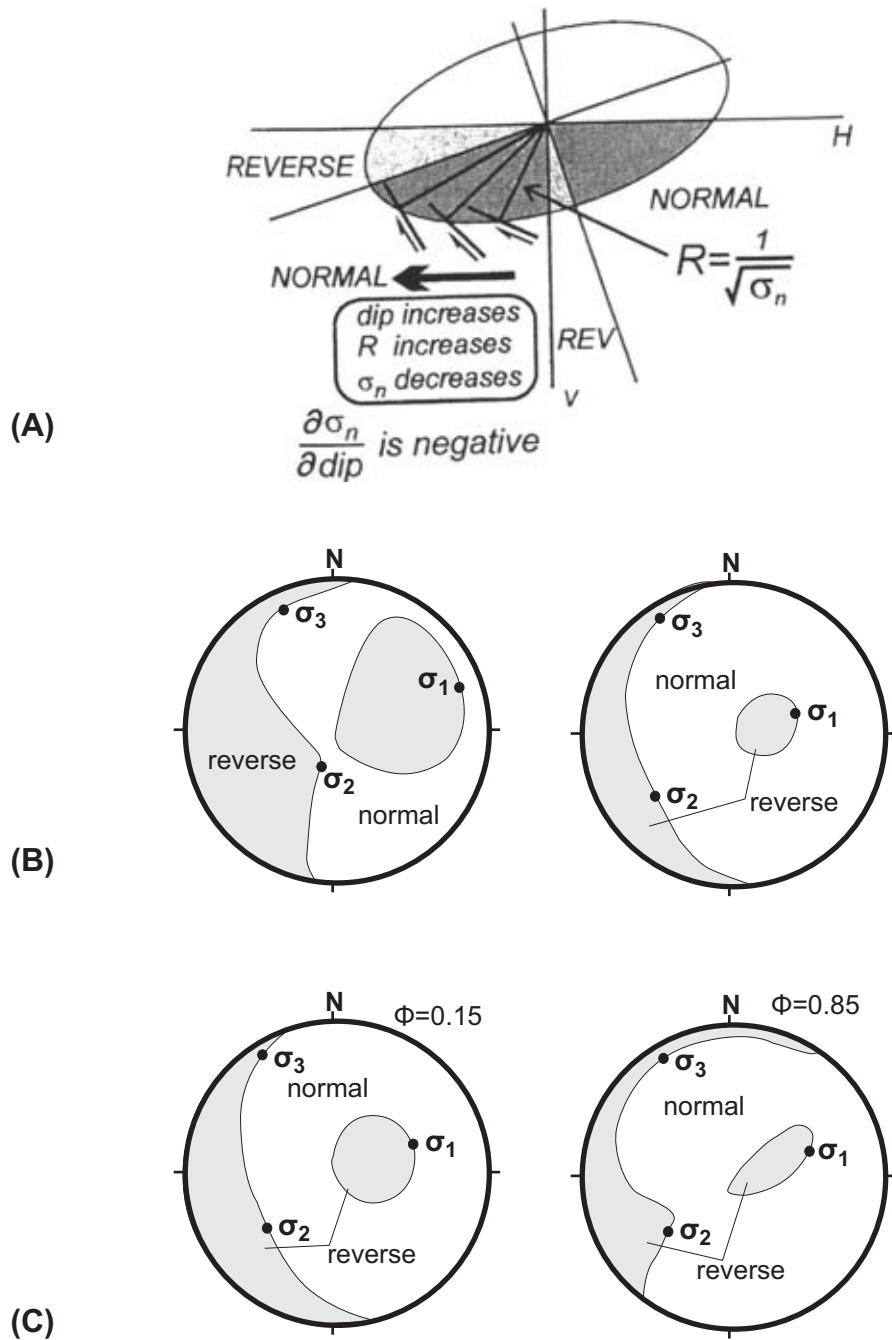 H
REVERSE
NORMAL
R=1/√σn
NORMAL
dip increases
R increases
σn decreases
REV
V
(A)
∂σn/∂dip is negative
N
σ3
σ1
reverse
σ2
normal
N
σ3
normal
σ1
σ2
reverse
(B)
N
Φ=0.15
σ3
normal
σ1
σ2
reverse
N
Φ=0.85
σ3
normal
σ1
σ2
reverse
(C)